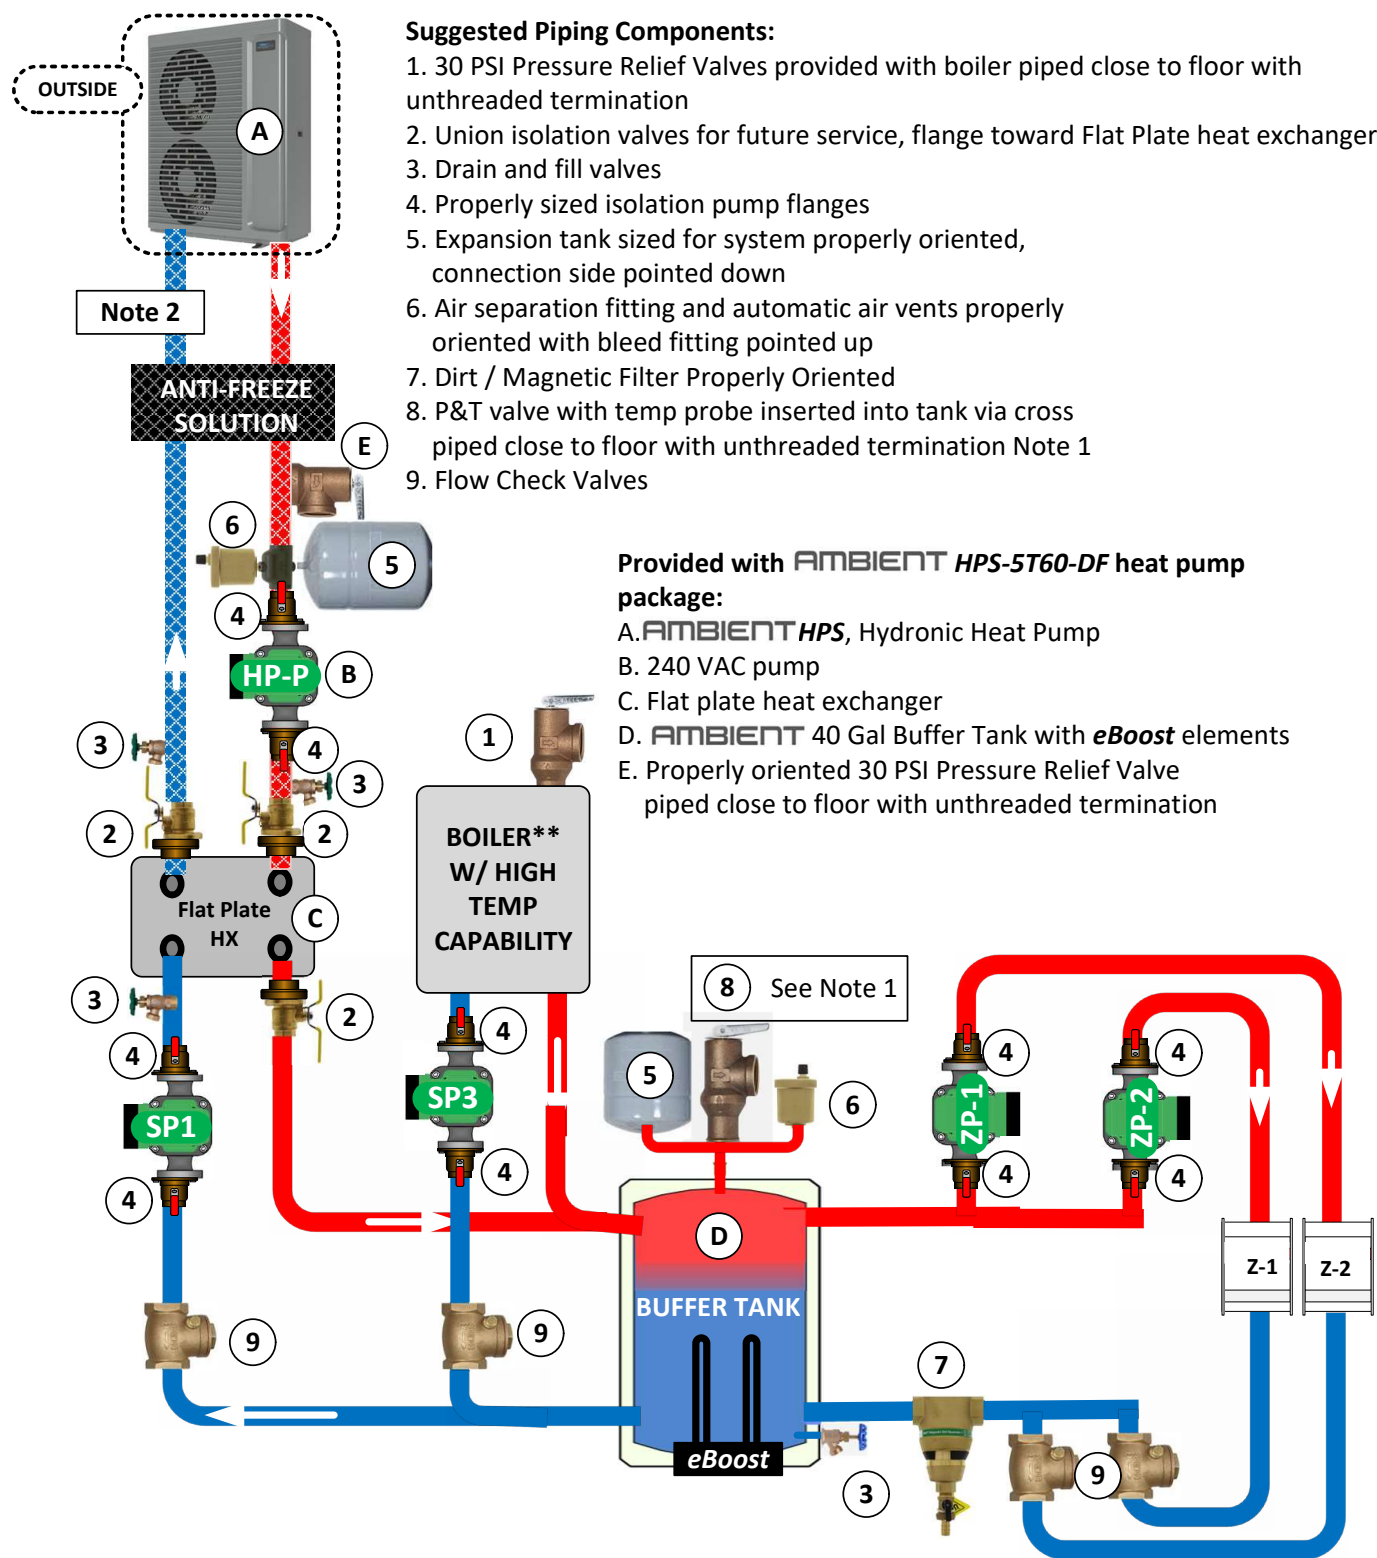 Suggested Piping Components:
1. 30 PSI Pressure Relief Valves provided with boiler piped close to floor with
unthreaded termination
2. Union isolation valves for future service, flange toward Flat Plate heat exchanger
3. Drain and fill valves
4. Properly sized isolation pump flanges
5. Expansion tank sized for system properly oriented,
connection side pointed down
6. Air separation fitting and automatic air vents properly
oriented with bleed fitting pointed up
7. Dirt / Magnetic Filter Properly Oriented
8. P&T valve with temp probe inserted into tank via cross
piped close to floor with unthreaded termination Note 1
9. Flow Check Valves
Provided with AMBIENT HPS-5T60-DF heat pump
package:
A. AMBIENT HPS, Hydronic Heat Pump
B. 240 VAC pump
C. Flat plate heat exchanger
D. AMBIENT 40 Gal Buffer Tank with eBoost elements
E. Properly oriented 30 PSI Pressure Relief Valve
piped close to floor with unthreaded termination
OUTSIDE
A
Note 2
ANTI-FREEZE
SOLUTION
E
6
5
4
HP-P
B
3
4
3
2
2
1
BOILER**
W/ HIGH
TEMP
CAPABILITY
Flat Plate
HX
C
3
2
4
SP1
4
9
4
SP3
4
9
8 See Note 1
5
6
D
BUFFER TANK
eBoost
3
7
9
4
ZP-1
4
4
ZP-2
4
Z-1
Z-2